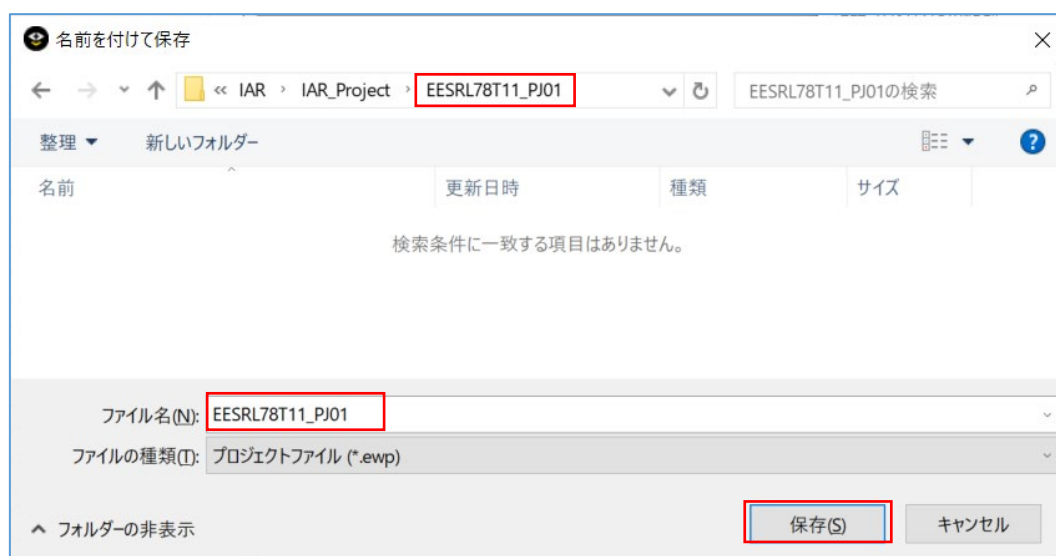 名前を付けて保存
« IAR › IAR_Project › EESRL78T11_PJ01 EESRL78T11_PJ01の検索
整理 新しいフォルダー ?
名前 更新日時 種類 サイズ
検索条件に一致する項目はありません。
ファイル名(N): EESRL78T11_PJ01
ファイルの種類(T): プロジェクトファイル (*.ewp)
フォルダーの非表示 保存(S) キャンセル